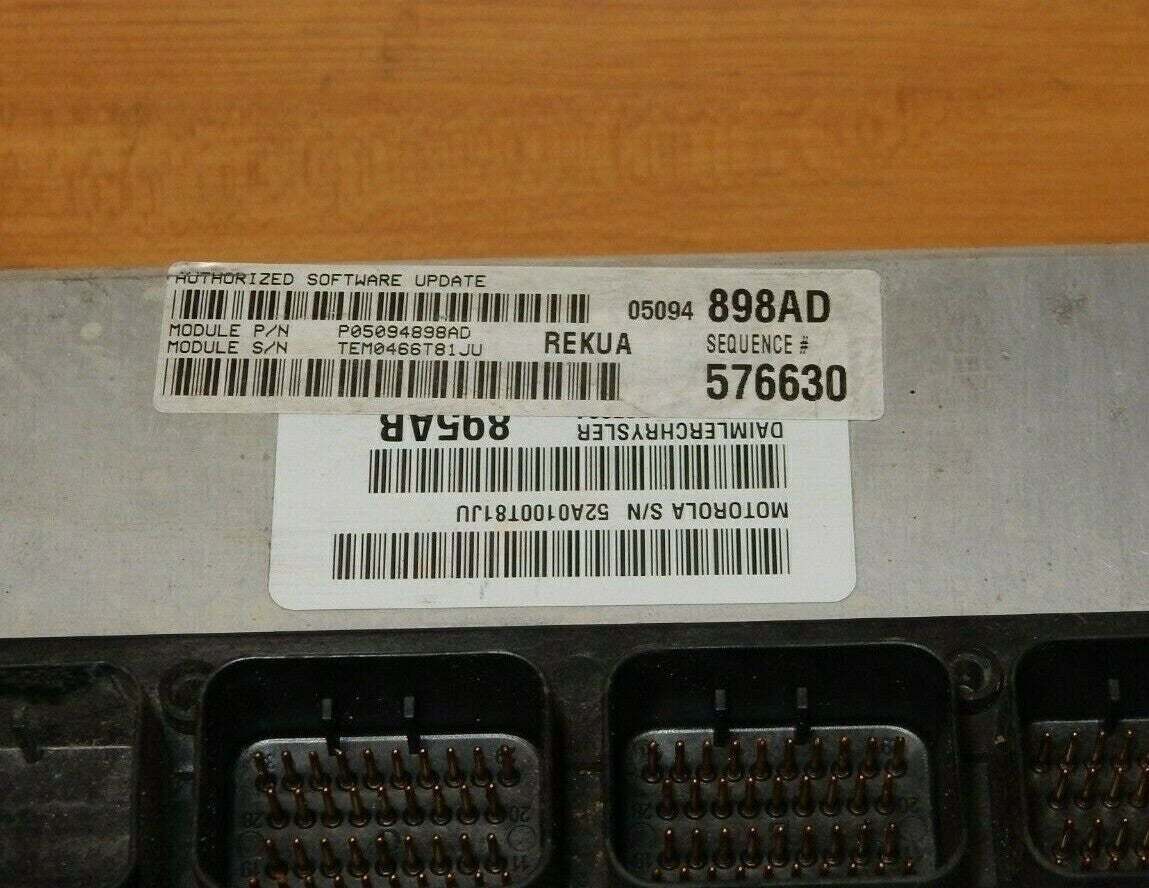 AUTHORIZED SOFTWARE UPDATE
05094 898AD
MODULE P/N P05094898AD
MODULE S/N TEM0466T81JU REKUA SEQUENCE #
576630
DAIMLERCHRYSLER 895AB
MOTOROLA S/N 52A0100T81JU